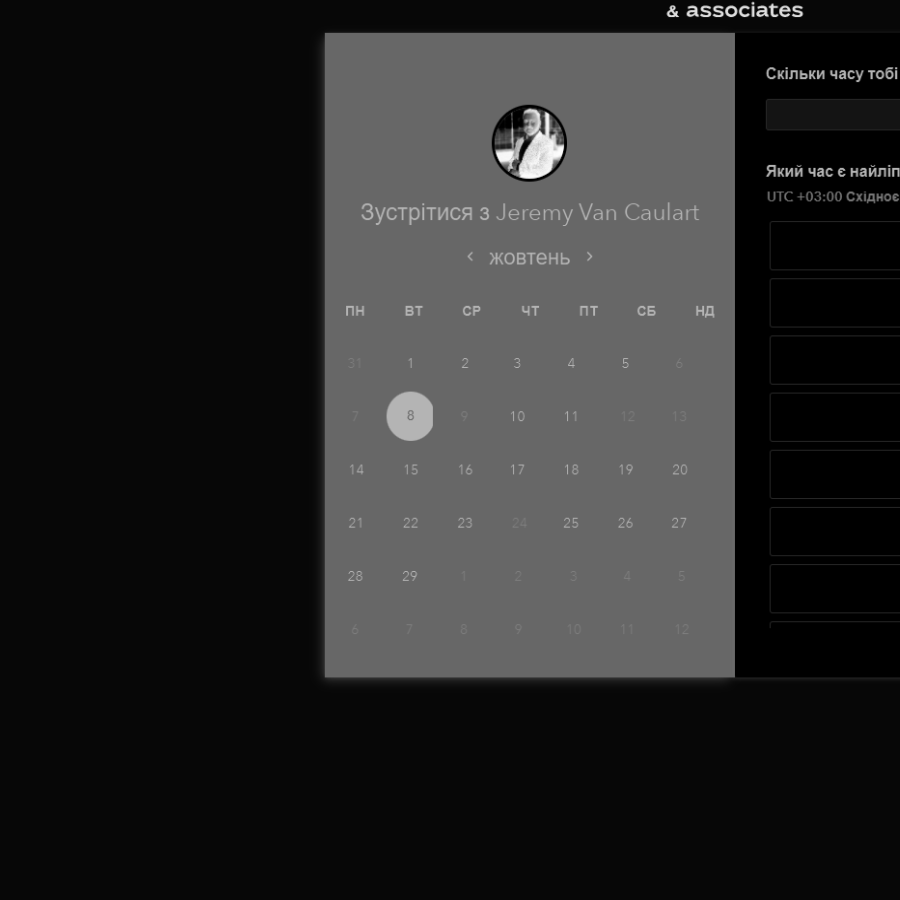 & associates
Зустрітися з Jeremy Van Caulart
жовтень
ПН ВТ СР ЧТ ПТ СБ НД
31 1 2 3 4 5 6
7 8 9 10 11 12 13
14 15 16 17 18 19 20
21 22 23 24 25 26 27
28 29 1 2 3 4 5
6 7 8 9 10 11 12
Скільки часу тобі
Який час є найліп
UTC +03:00 Східноє